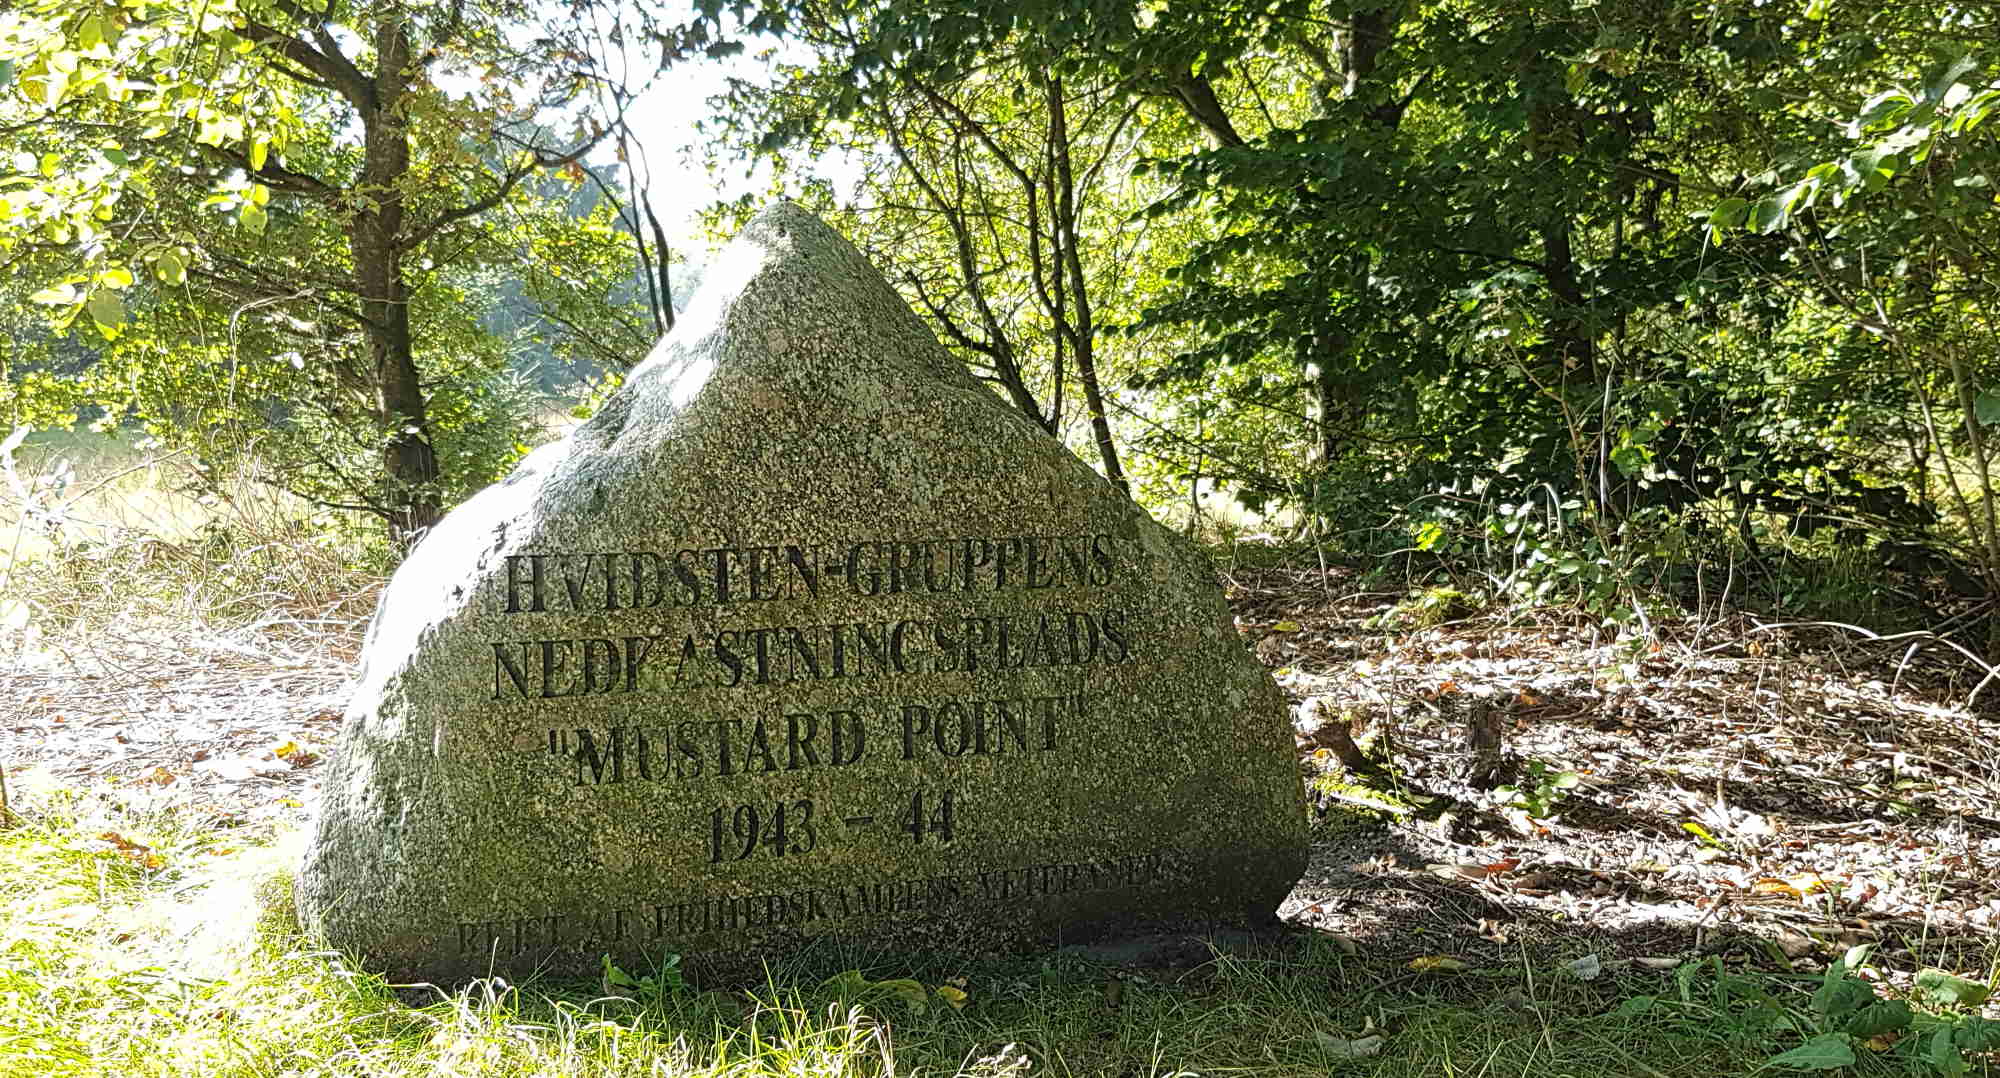 HVIDSTEN-GRUPPENS
NEDKASTNINGSPLADS
"MUSTARD POINT"
1943 - 44
REJST AF FRIHEDSKAMPENS VETERANER